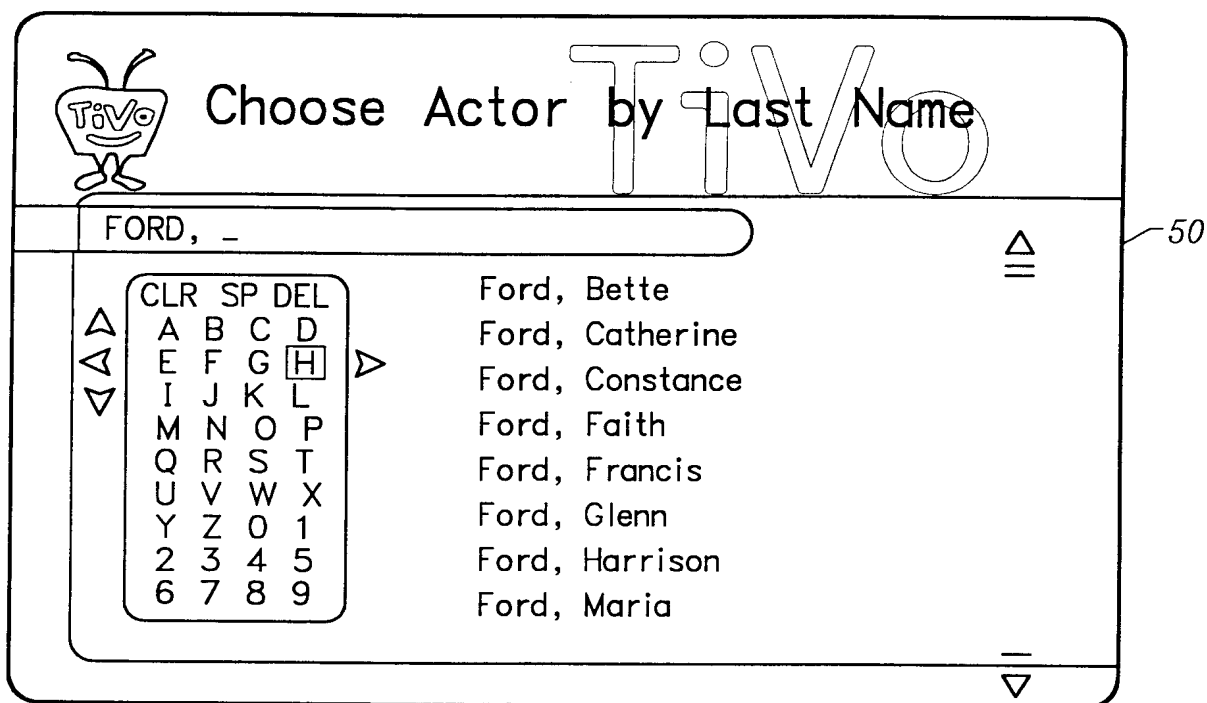 TiVo
TiVo
Choose Actor by Last Name
FORD, _
50
CLR SP DEL
A B C D
E F G H
I J K L
M N O P
Q R S T
U V W X
Y Z 0 1
2 3 4 5
6 7 8 9
Ford, Bette
Ford, Catherine
Ford, Constance
Ford, Faith
Ford, Francis
Ford, Glenn
Ford, Harrison
Ford, Maria